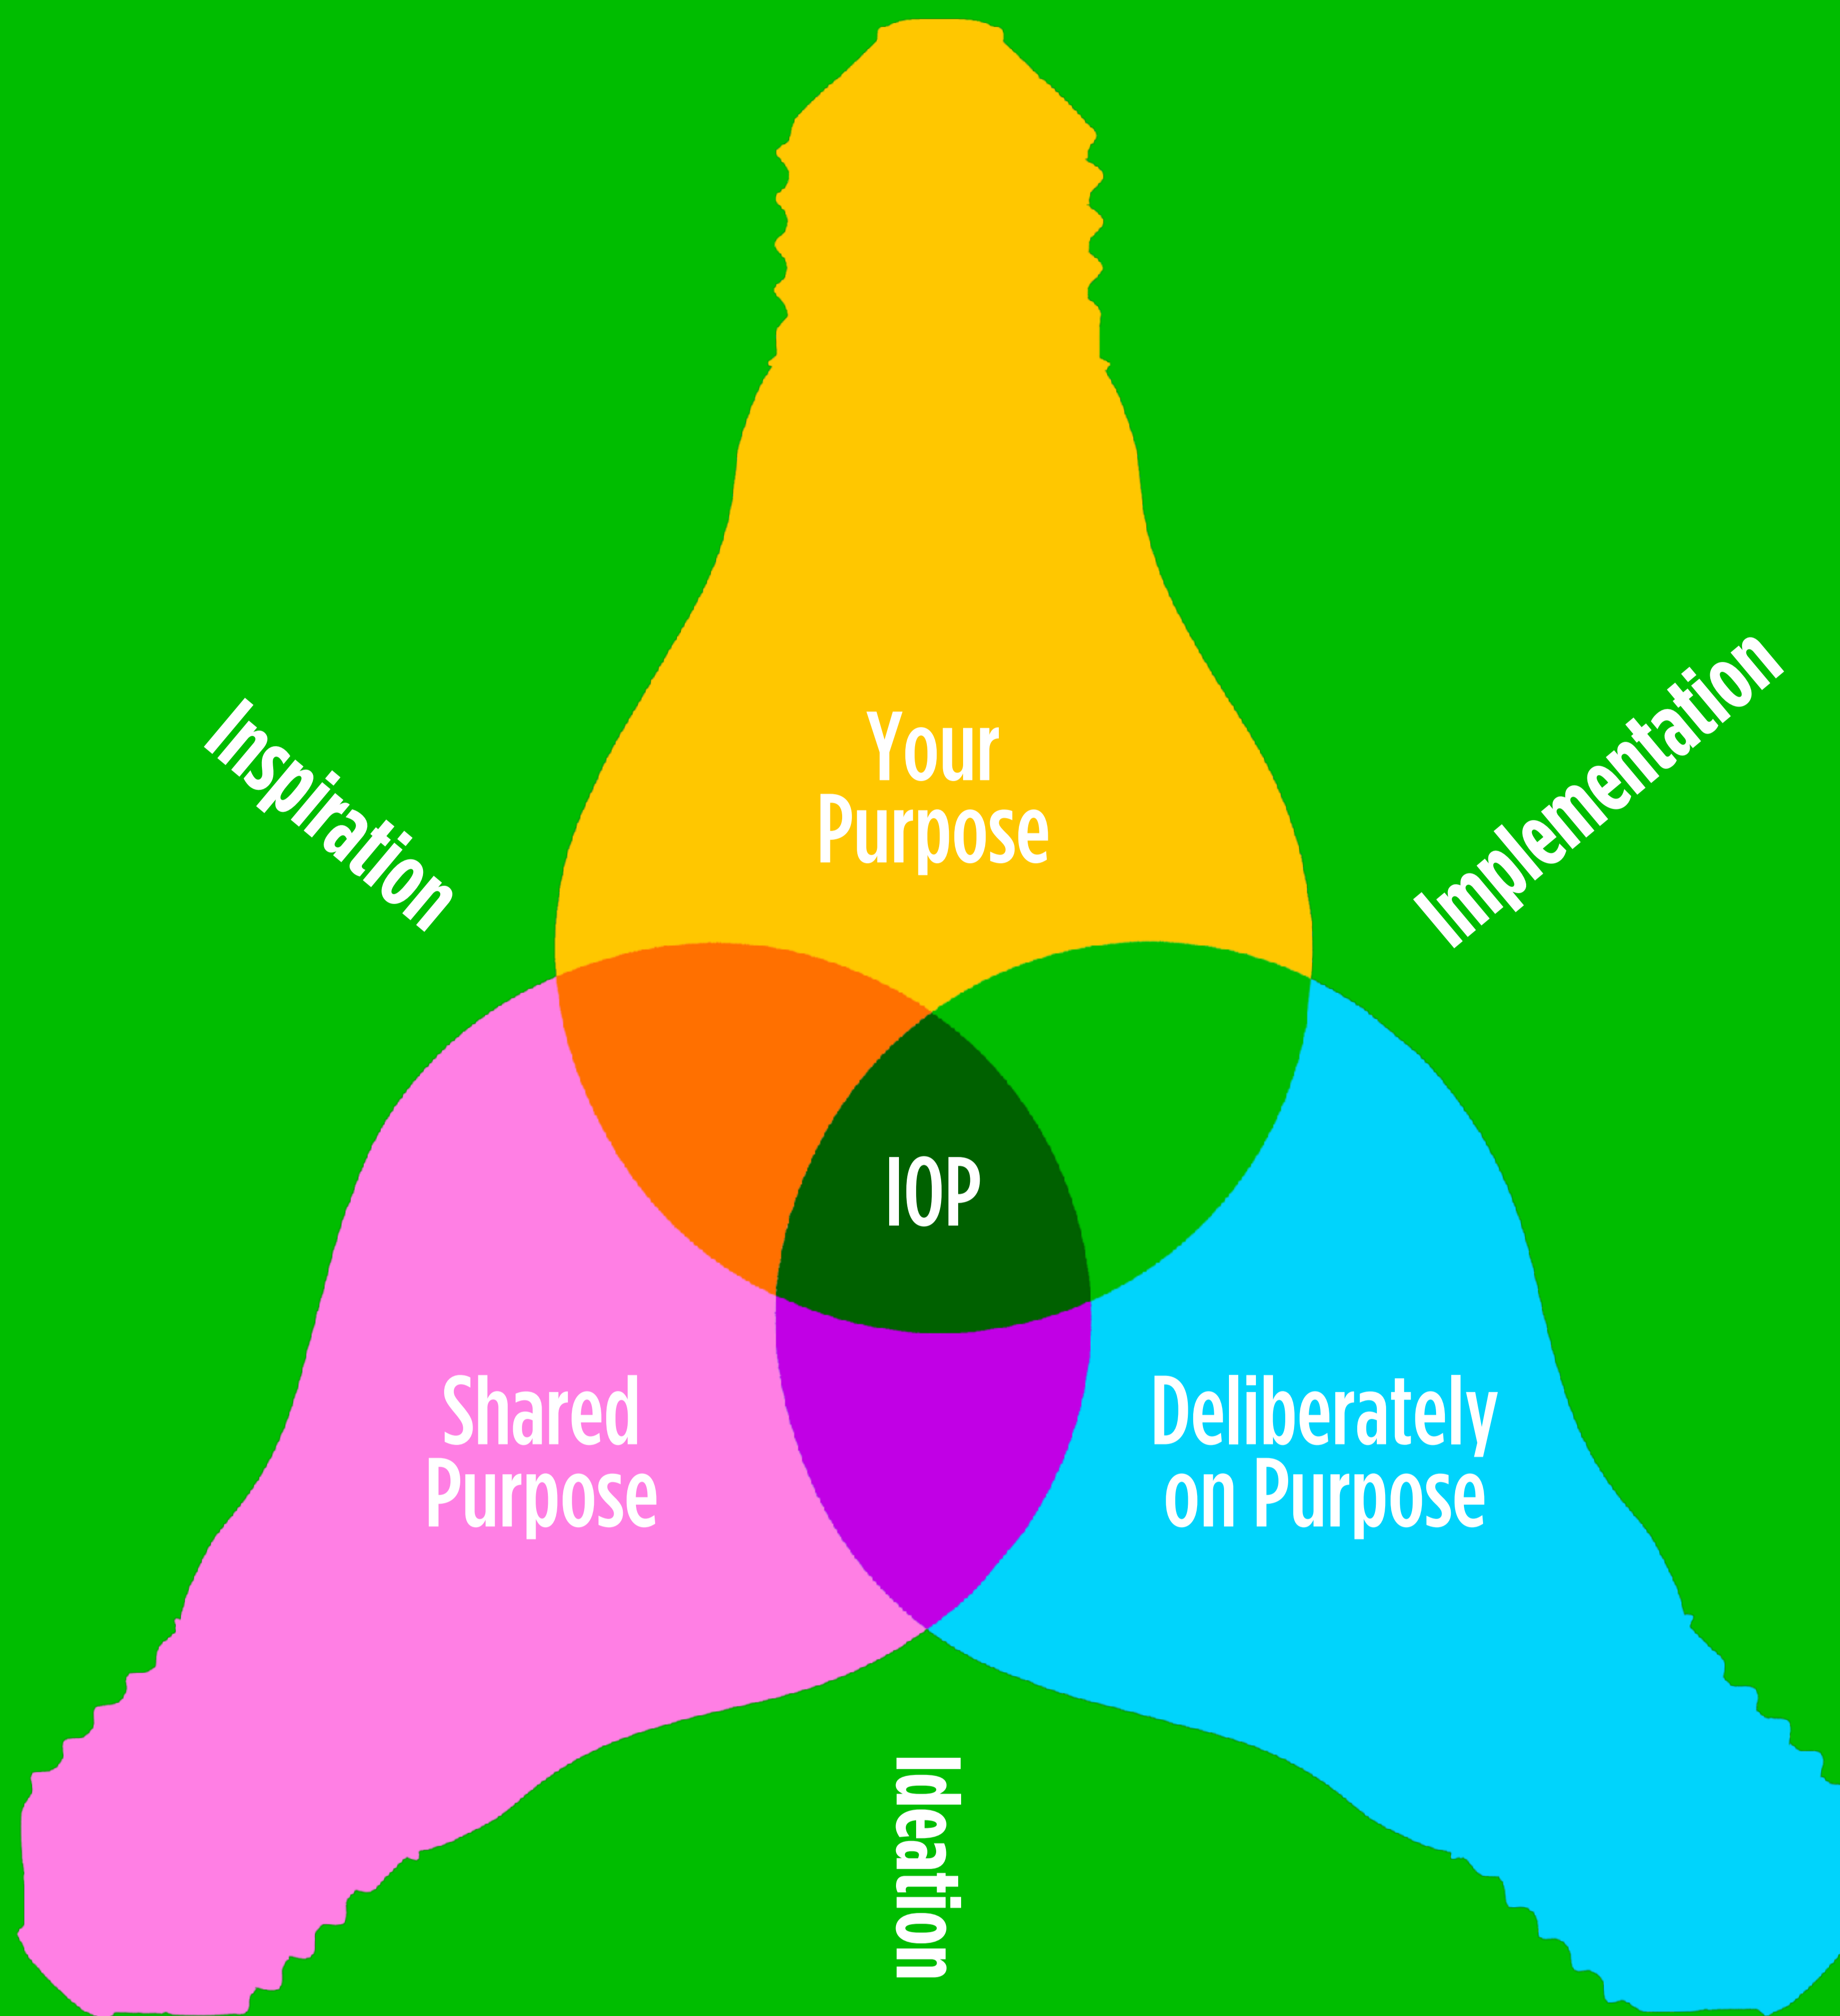 Your
Purpose
Inspiration
Implementation
IOP
Shared
Purpose
Deliberately
on Purpose
Ideation